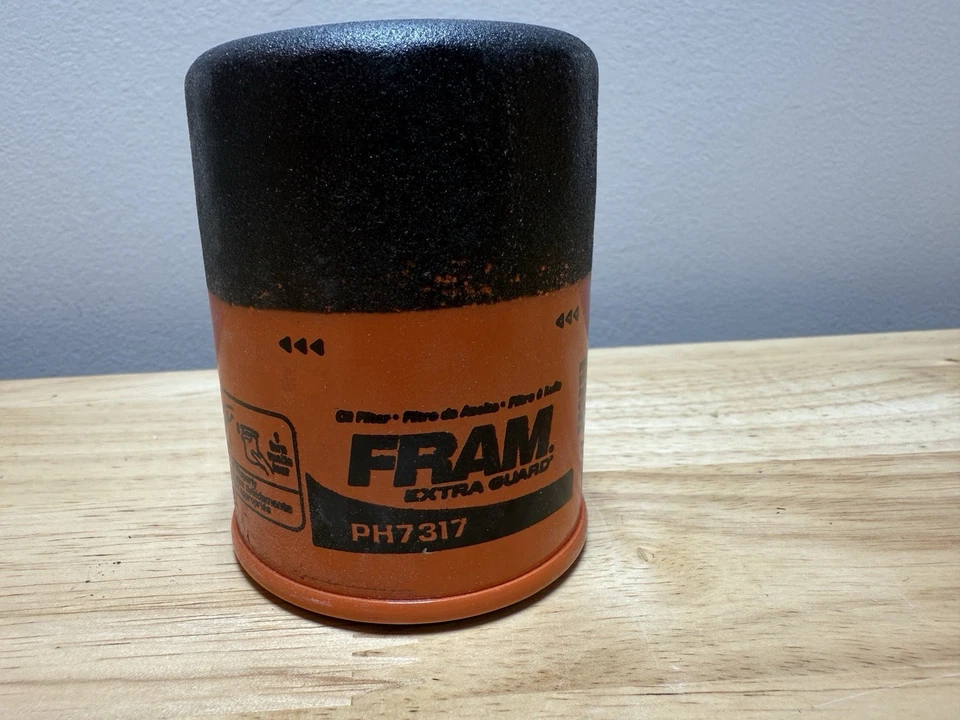 Oil Filter • Filtro de Aceite • Filtre à huile
FRAM®
EXTRA GUARD®
PH7317